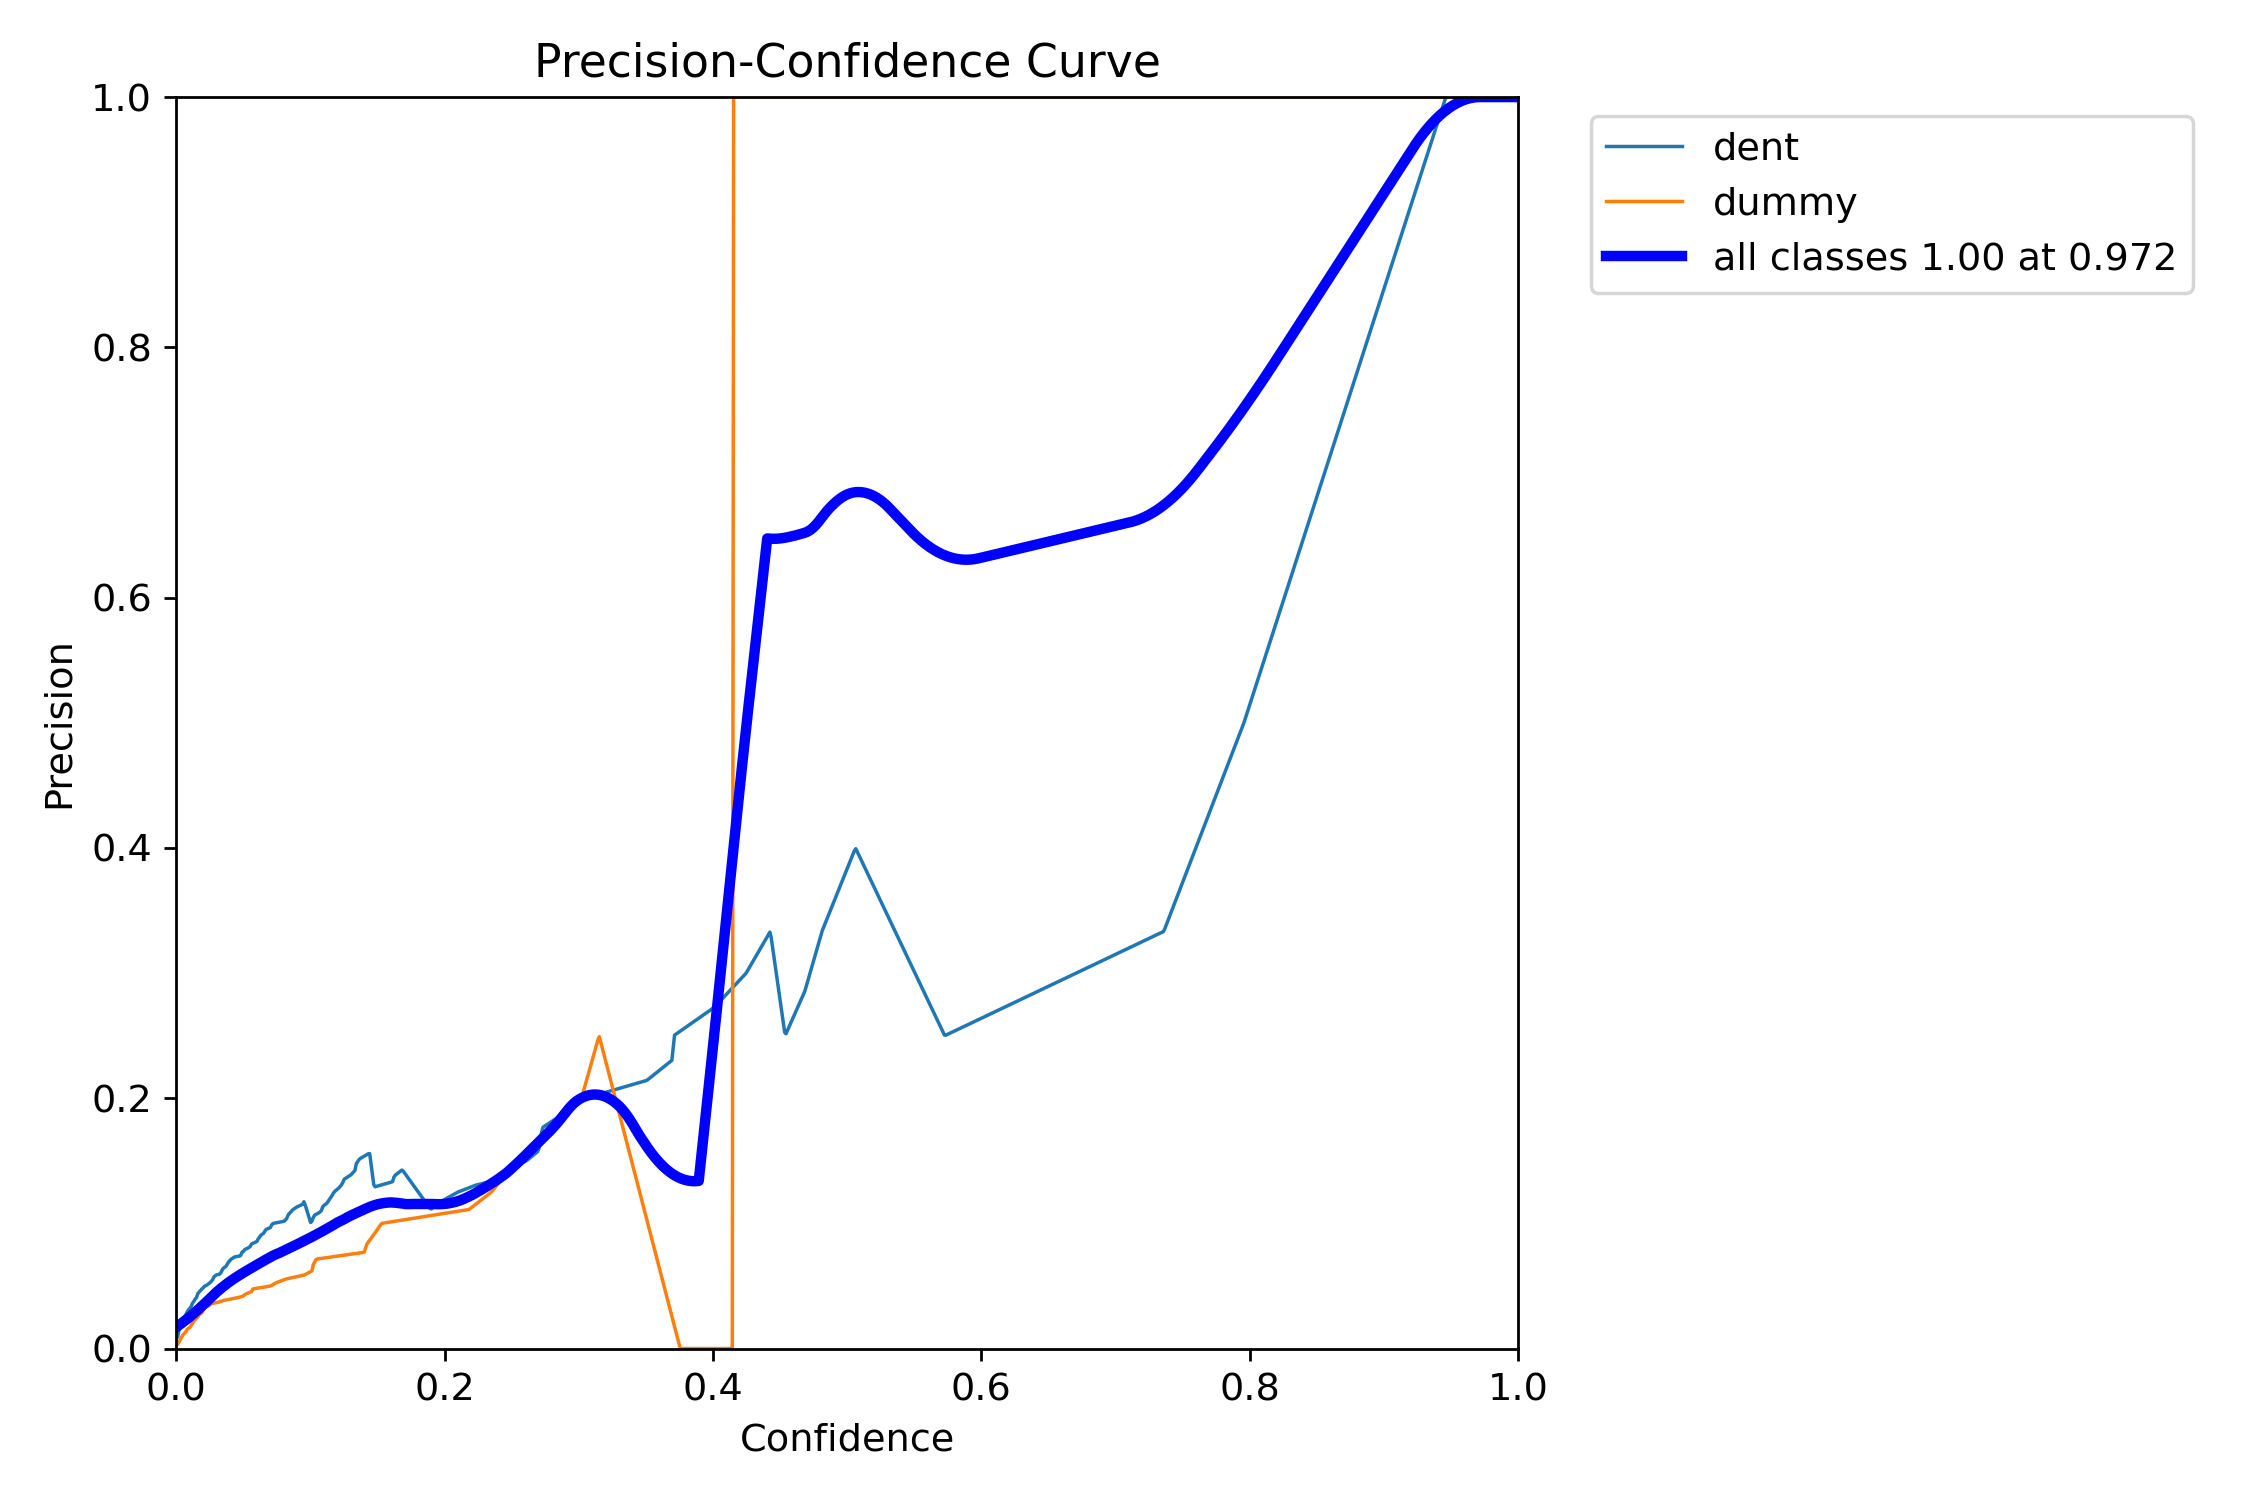 Precision-Confidence Curve
1.0
0.8
0.6
0.4
0.2
0.0
Precision
0.0 0.2 0.4 0.6 0.8 1.0
Confidence
dent
dummy
all classes 1.00 at 0.972